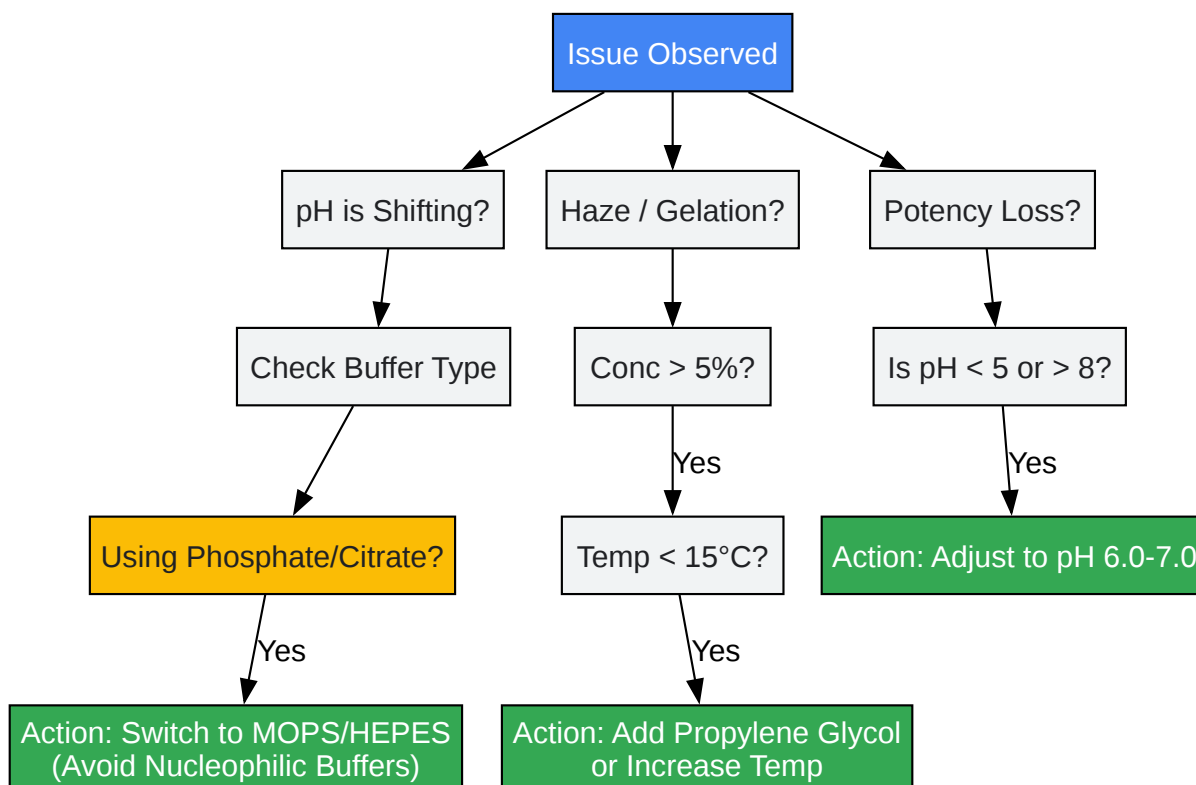 Issue Observed
pH is Shifting?
Haze / Gelation?
Potency Loss?
Check Buffer Type
Conc > 5%?
Is pH < 5 or > 8?
Yes
Yes
Using Phosphate/Citrate?
Temp < 15°C?
Action: Adjust to pH 6.0-7.0
Yes
Yes
Action: Switch to MOPS/HEPES
(Avoid Nucleophilic Buffers)
Action: Add Propylene Glycol
or Increase Temp